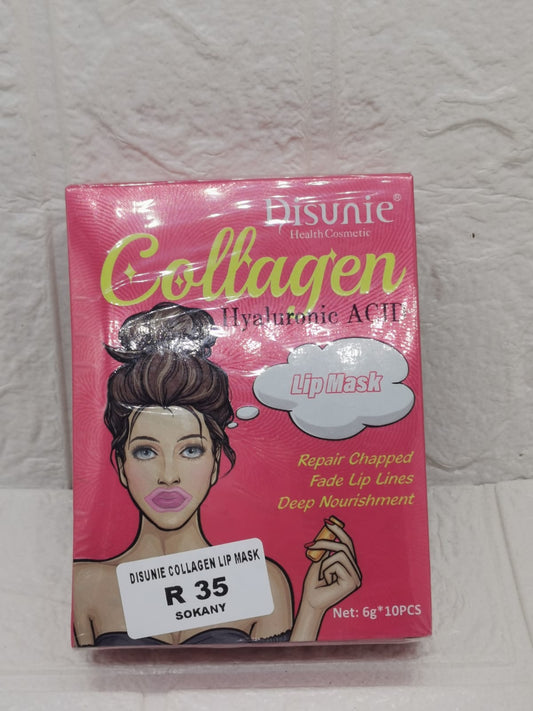 Disunie®
Health Cosmetic
Collagen
Hyaluronic ACID
Lip Mask
Repair Chapped
Fade Lip Lines
Deep Nourishment
DISUNIE COLLAGEN LIP MASK
R 35
SOKANY
Net: 6g*10PCS